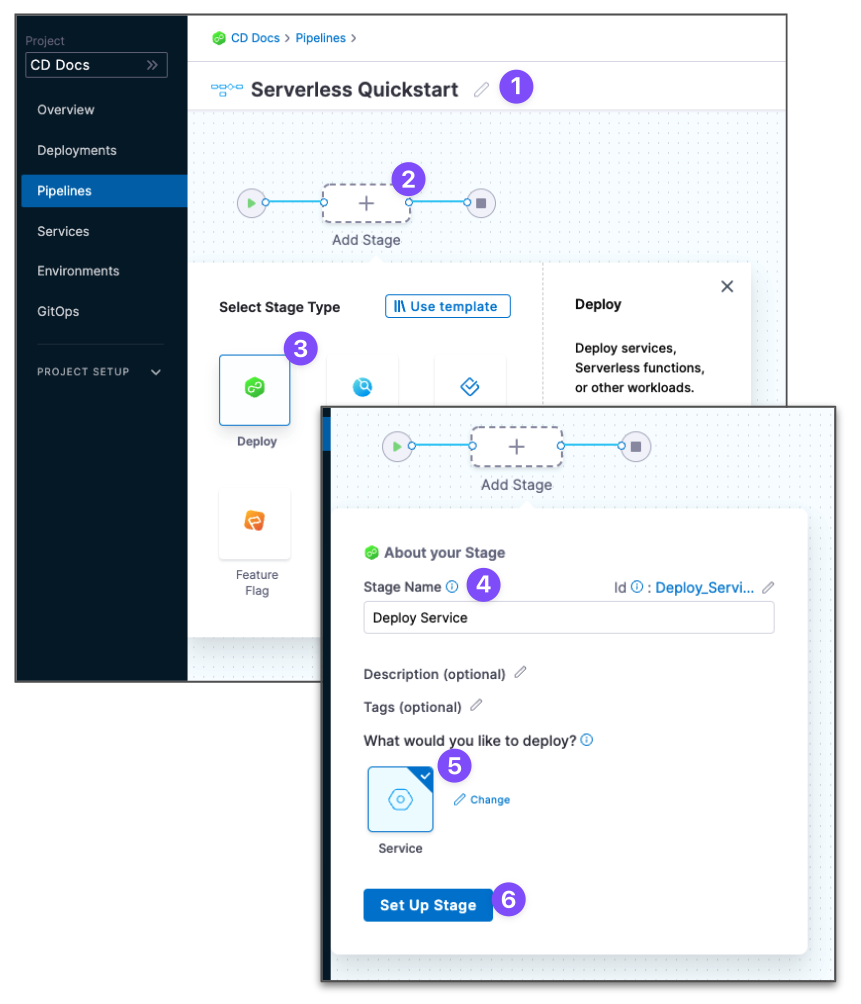 Project
CD Docs
Overview
Deployments
Pipelines
Services
Environments
GitOps
PROJECT SETUP
CD Docs > Pipelines >
Serverless Quickstart 1
2
Add Stage
Select Stage Type
Use template
3
Deploy
Feature
Flag
Deploy
Deploy services,
Serverless functions,
or other workloads.
Add Stage
About your Stage
Stage Name 4
Id : Deploy_Servi...
Deploy Service
Description (optional)
Tags (optional)
What would you like to deploy?
5
Change
Service
Set Up Stage 6